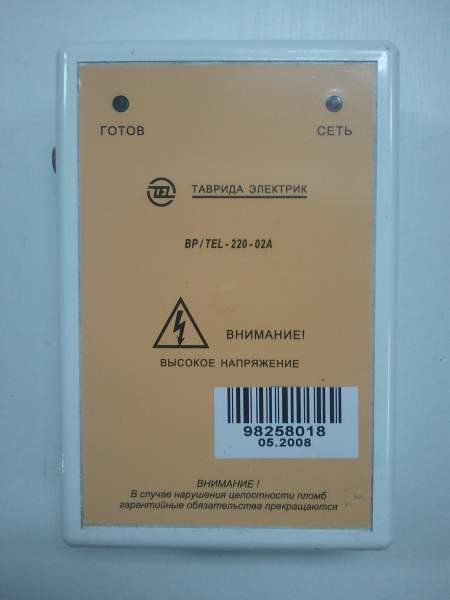 ГОТОВ СЕТЬ
TEL ТАВРИДА ЭЛЕКТРИК
BP/TEL-220-02A
ВНИМАНИЕ!
ВЫСОКОЕ НАПРЯЖЕНИЕ
98258018
05.2008
ВНИМАНИЕ !
В случае нарушения целостности пломб
гарантийные обязательства прекращаются